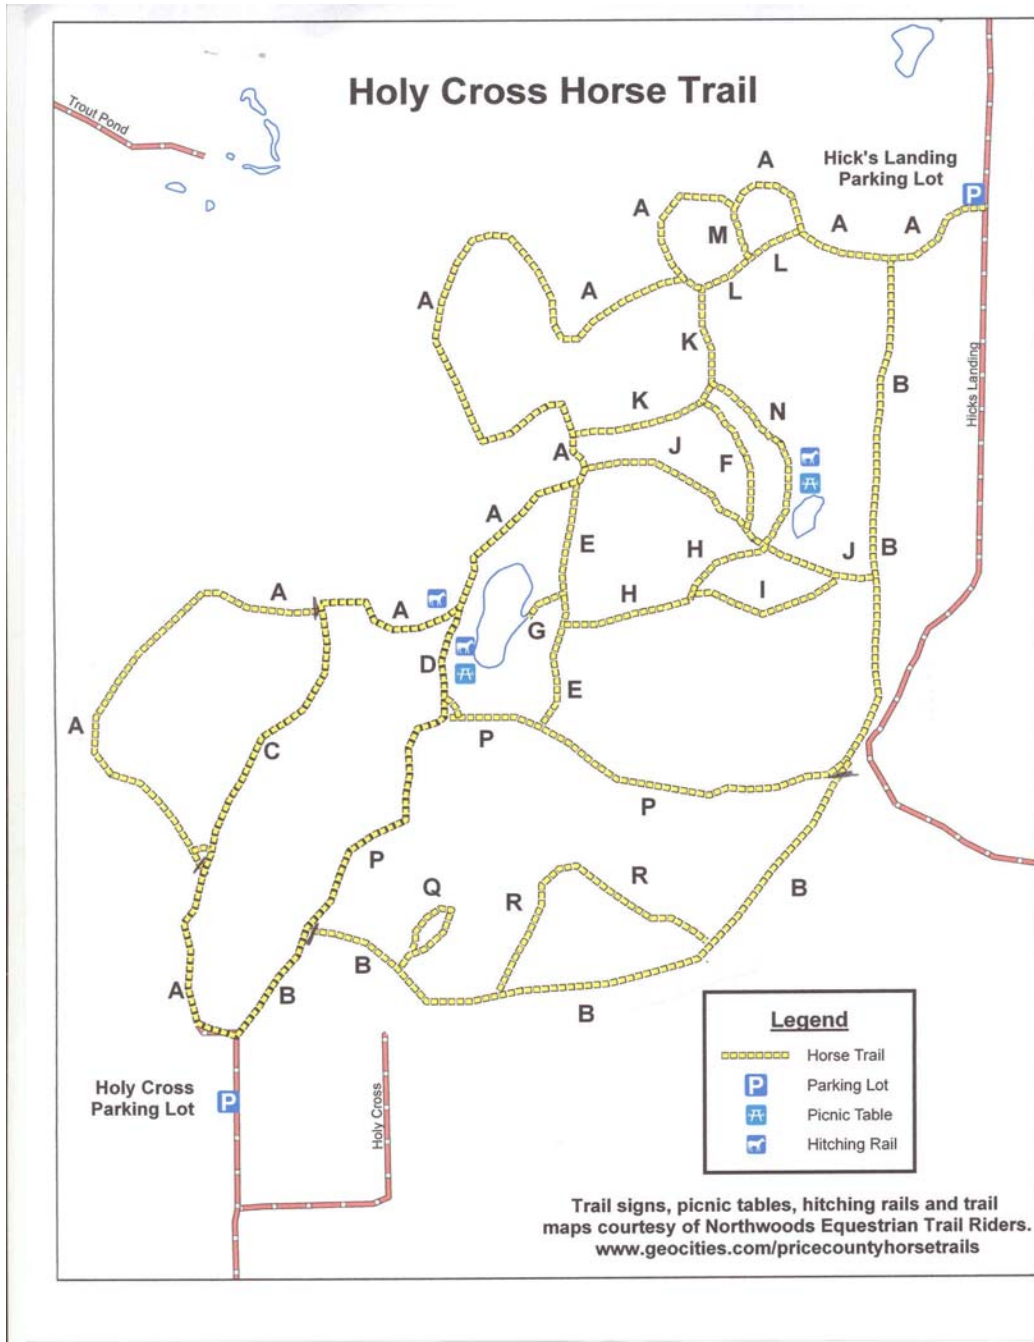 Holy Cross Horse Trail
Trout Pond
Hick's Landing
Parking Lot
P
A
A
A
A
M
L
L
A
A
K
B
Hicks Landing
K
N
A
J
F
A
E
H
J
B
A
A
H
I
G
D
E
A
C
P
P
P
Q
R
R
B
B
A
B
B
Holy Cross
Parking Lot
P
Holy Cross
Legend
Horse Trail
P
Parking Lot
Picnic Table
Hitching Rail
Trail signs, picnic tables, hitching rails and trail
maps courtesy of Northwoods Equestrian Trail Riders.
www.geocities.com/pricecountyhorsetrails